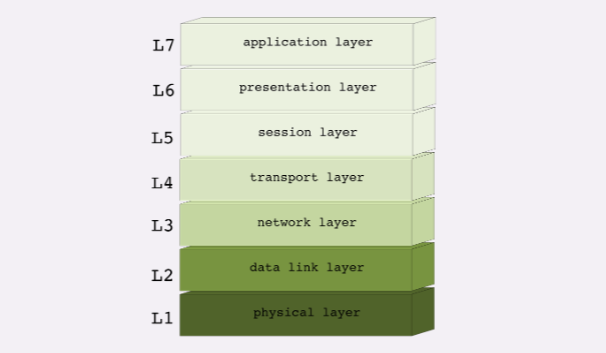 L7 application layer
L6 presentation layer
L5 session layer
L4 transport layer
L3 network layer
L2 data link layer
L1 physical layer